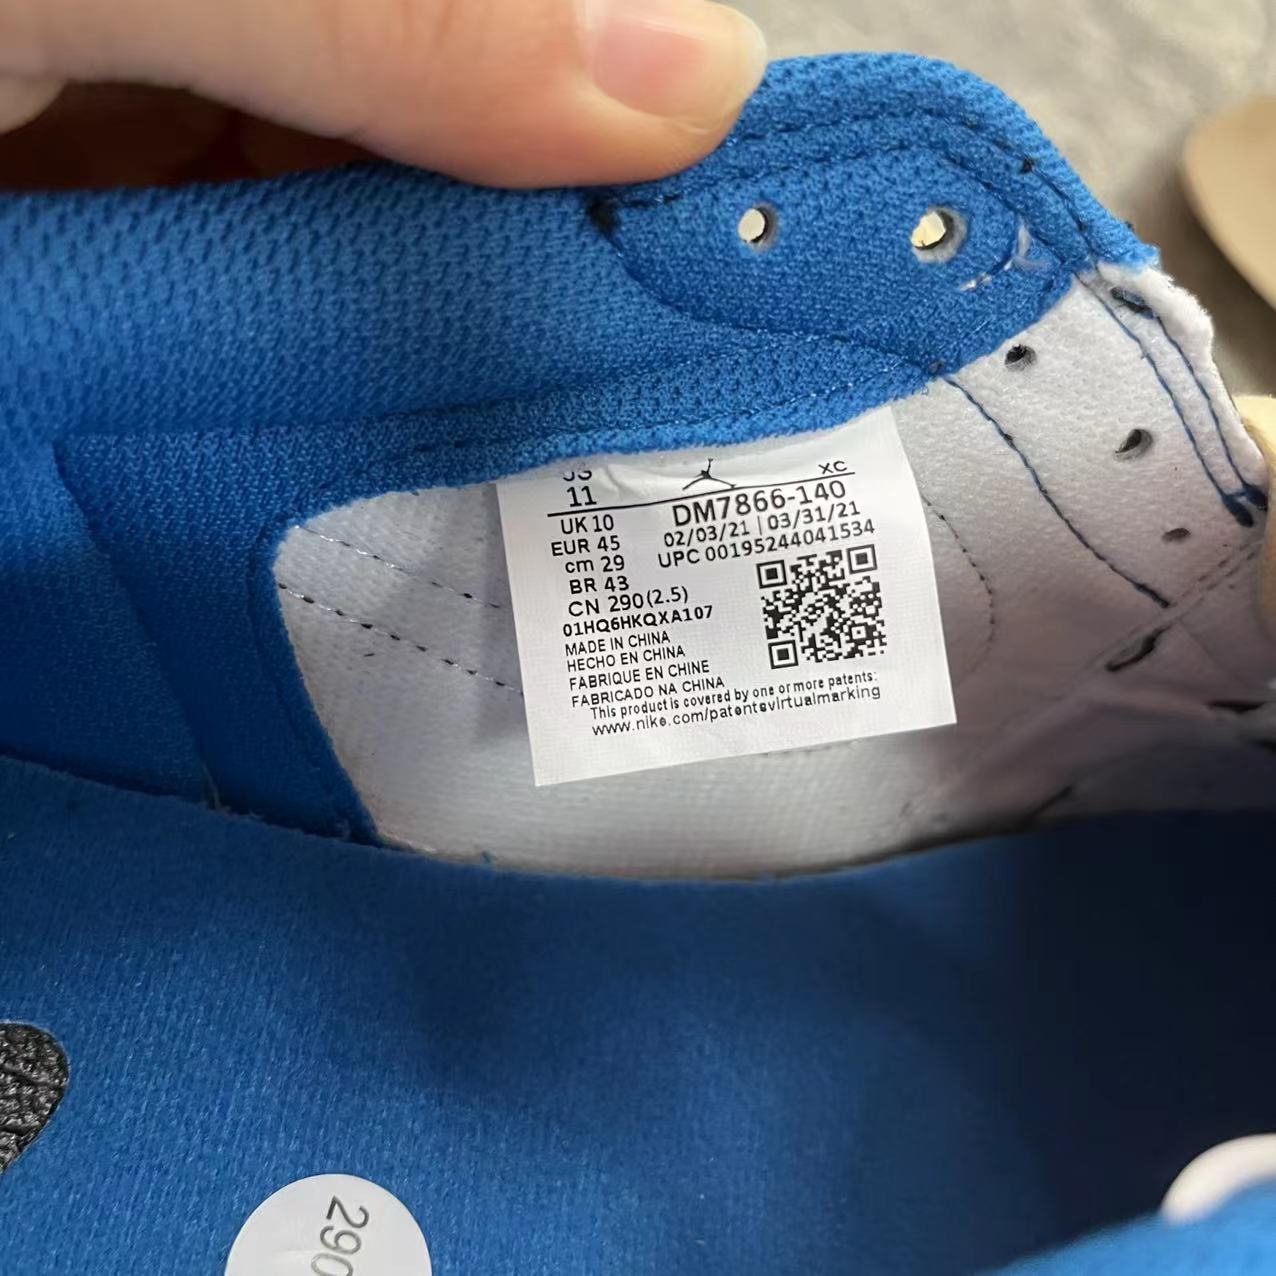 US
11
XC
DM7866-140
02/03/21 | 03/31/21
UPC 00195244041534
UK 10
EUR 45
cm 29
BR 43
CN 290(2.5)
01HQ6HKQXA107
MADE IN CHINA
HECHO EN CHINA
FABRIQUE EN CHINE
FABRICADO NA CHINA
This product is covered by one or more patents:
www.nike.com/patentsvirtualmarking
290